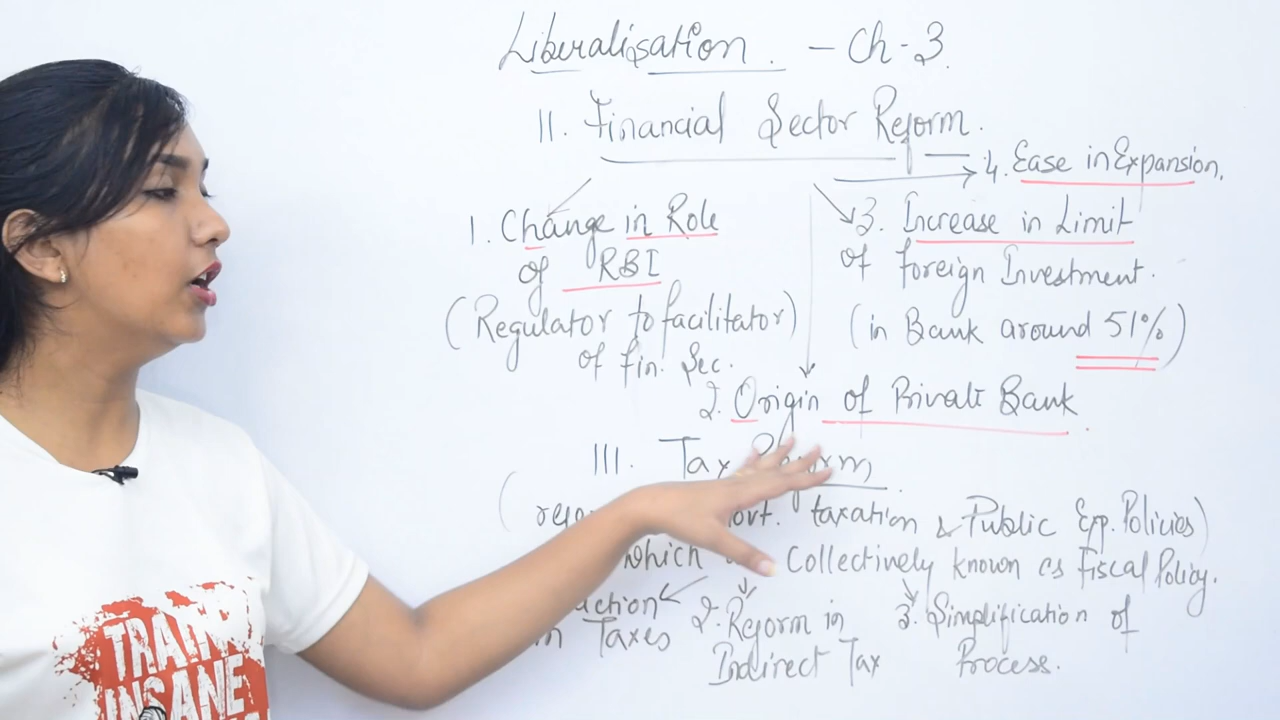 Liberalisation. - Ch-3.
II. Financial Sector Reform.
4. Ease in Expansion.
1. Change in Role
of RBI
(Regulator to facilitator)
of fin. Sec.
3. Increase in Limit
of foreign Investment.
(in Bank around 51%)
2. Origin of Private Bank.
III. Tax Reform.
( taxation & Public Exp. Policies)
which Collectively known as Fiscal Policy.
in Taxes
2. Reform in
Indirect Tax
3. Simplification of
Process.
TRAIN
INSANE